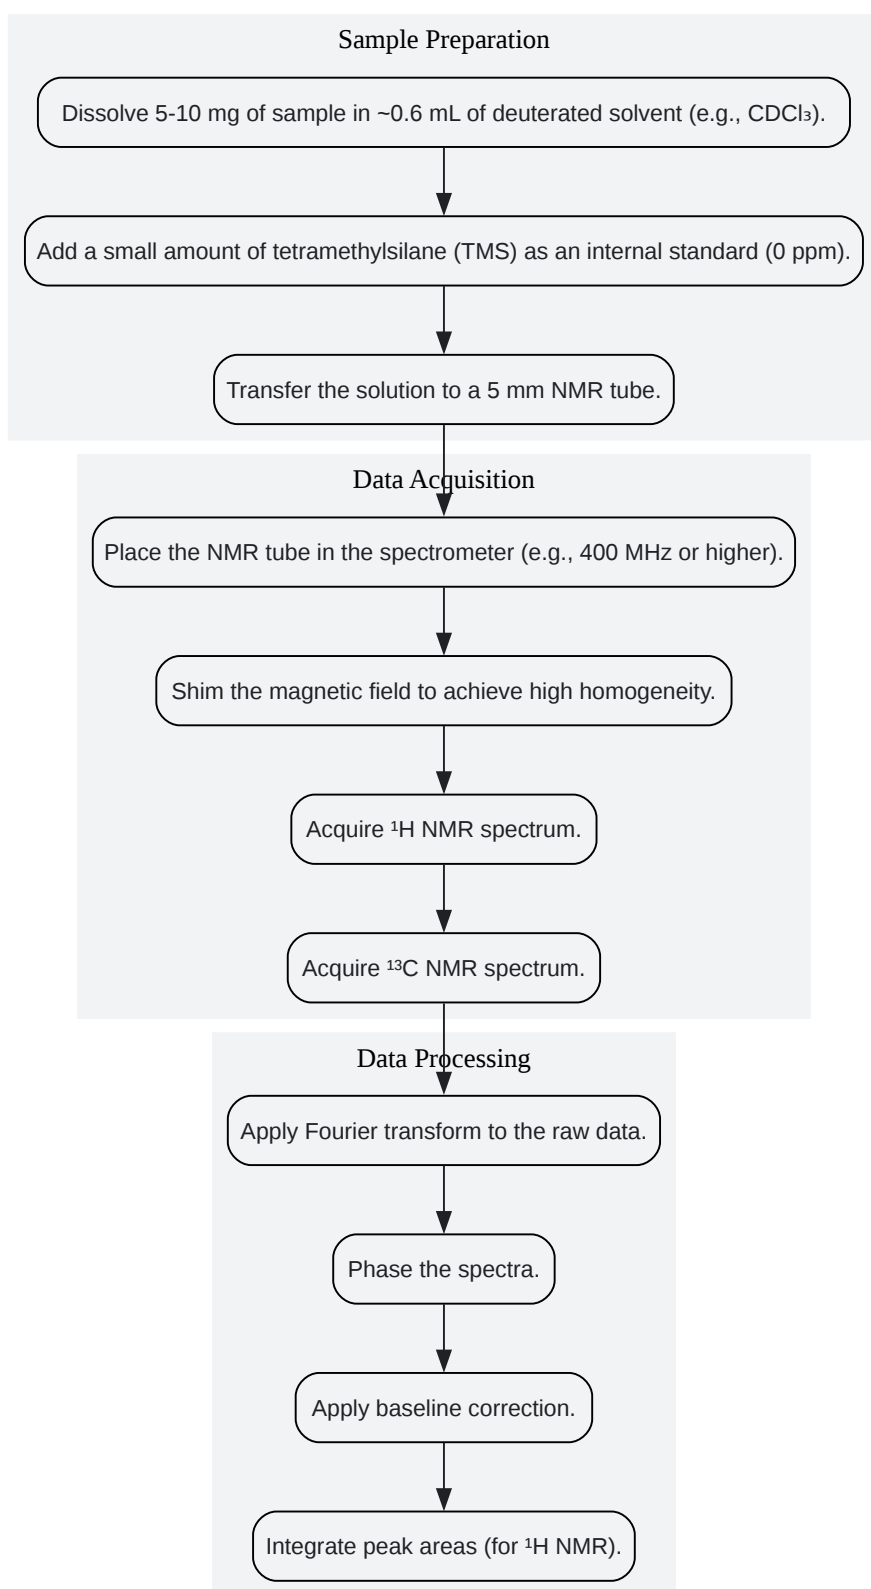 Sample Preparation
Dissolve 5-10 mg of sample in ~0.6 mL of deuterated solvent (e.g., CDCl₃).
Add a small amount of tetramethylsilane (TMS) as an internal standard (0 ppm).
Transfer the solution to a 5 mm NMR tube.
Data Acquisition
Place the NMR tube in the spectrometer (e.g., 400 MHz or higher).
Shim the magnetic field to achieve high homogeneity.
Acquire ¹H NMR spectrum.
Acquire ¹³C NMR spectrum.
Data Processing
Apply Fourier transform to the raw data.
Phase the spectra.
Apply baseline correction.
Integrate peak areas (for ¹H NMR).